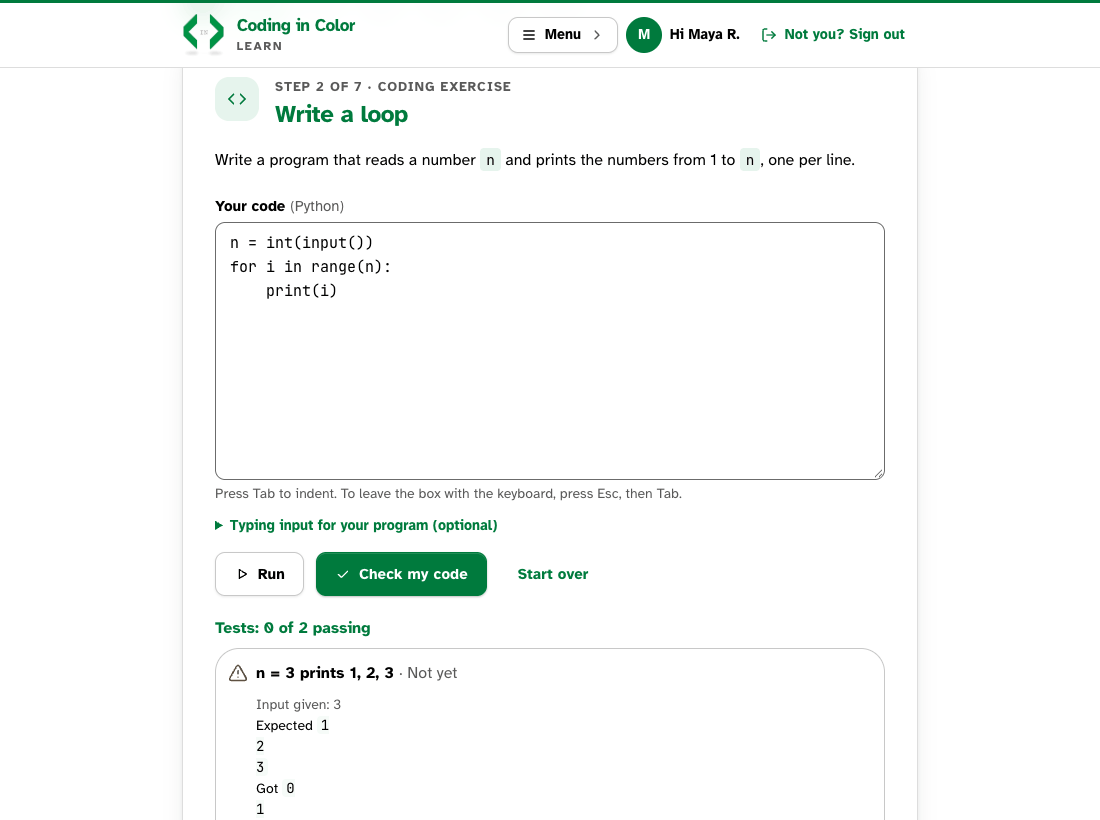 Coding in Color
LEARN
IN
Menu
M
Hi Maya R.
Not you? Sign out
STEP 2 OF 7 · CODING EXERCISE
Write a loop
Write a program that reads a number n and prints the numbers from 1 to n, one per line.
Your code (Python)
n = int(input())
for i in range(n):
    print(i)
Press Tab to indent. To leave the box with the keyboard, press Esc, then Tab.
Typing input for your program (optional)
Run
Check my code
Start over
Tests: 0 of 2 passing
n = 3 prints 1, 2, 3 · Not yet
Input given: 3
Expected 1
2
3
Got 0
1